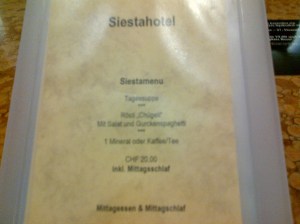 Siestahotel
Siestamenu
Tagessuppe
Rösti „Chügeli"
Mit Salat und Gurckenspaghetti
1 Mineral oder Kaffee/Tee
CHF 20.00
inkl. Mittagsschlaf
Mittagessen & Mittagschlaf